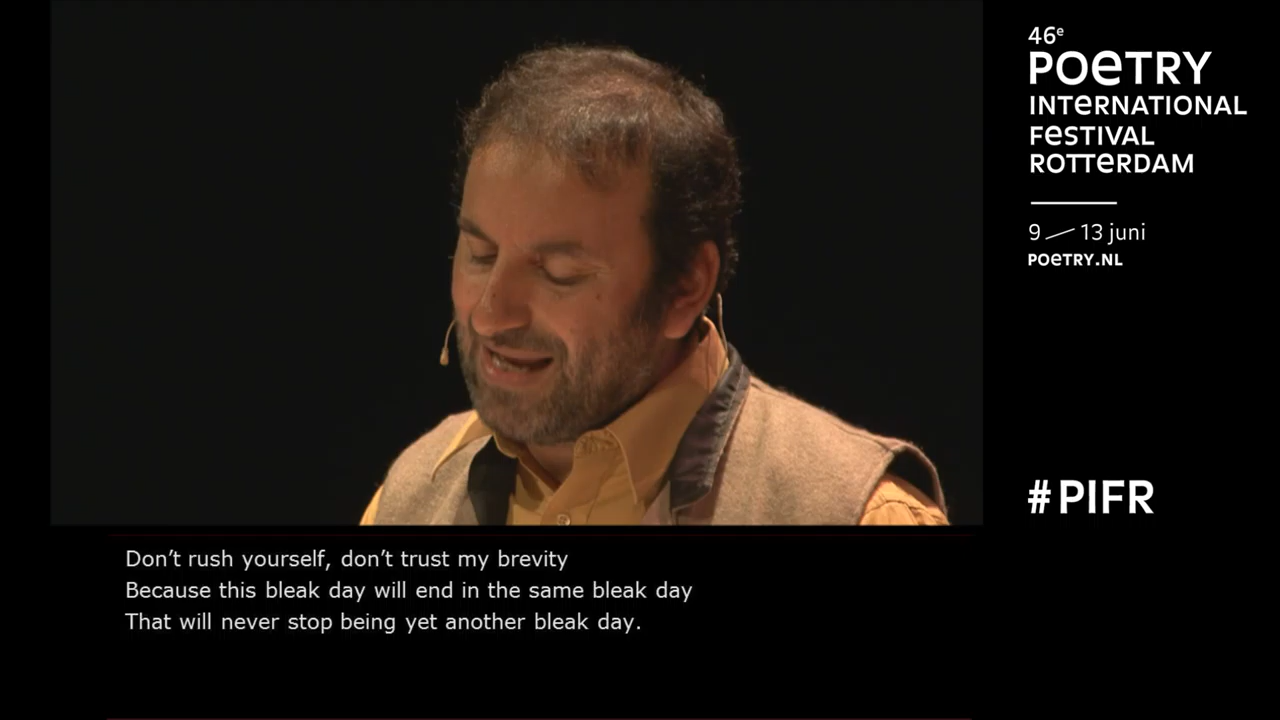 46e
POeTRY
INTeRNATIONAL
FeSTIVAL
ROTTeRDAM
9 — 13 juni
POeTRY.NL
#PIFR
Don't rush yourself, don't trust my brevity
Because this bleak day will end in the same bleak day
That will never stop being yet another bleak day.